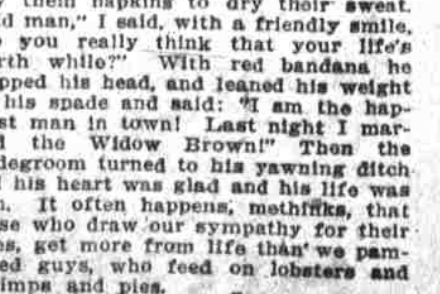 them napkins to dry their sweat.
d man," I said, with a friendly smile,
you really think that your life's
rth while?" With red bandana he
pped his head, and leaned his weight
his spade and said: "I am the hap-
st man in town! Last night I mar-
d the Widow Brown!" Then the
degroom turned to his yawning ditch
his heart was glad and his life was
. It often happens, methinks, that
se who draw our sympathy for their
s, get more from life than we pam-
ed guys, who feed on lobsters and
imps and pies.